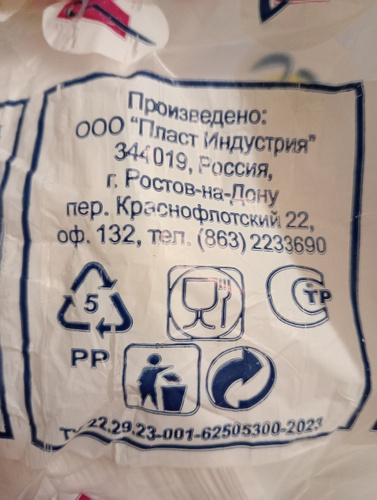 Произведено:
ООО "Пласт Индустрия"
344019, Россия,
г. Ростов-на-Дону
пер. Краснофлотский 22,
оф. 132, тел. (863) 2233690
5
PP
СТР
22.29.23-001-62505300-2023